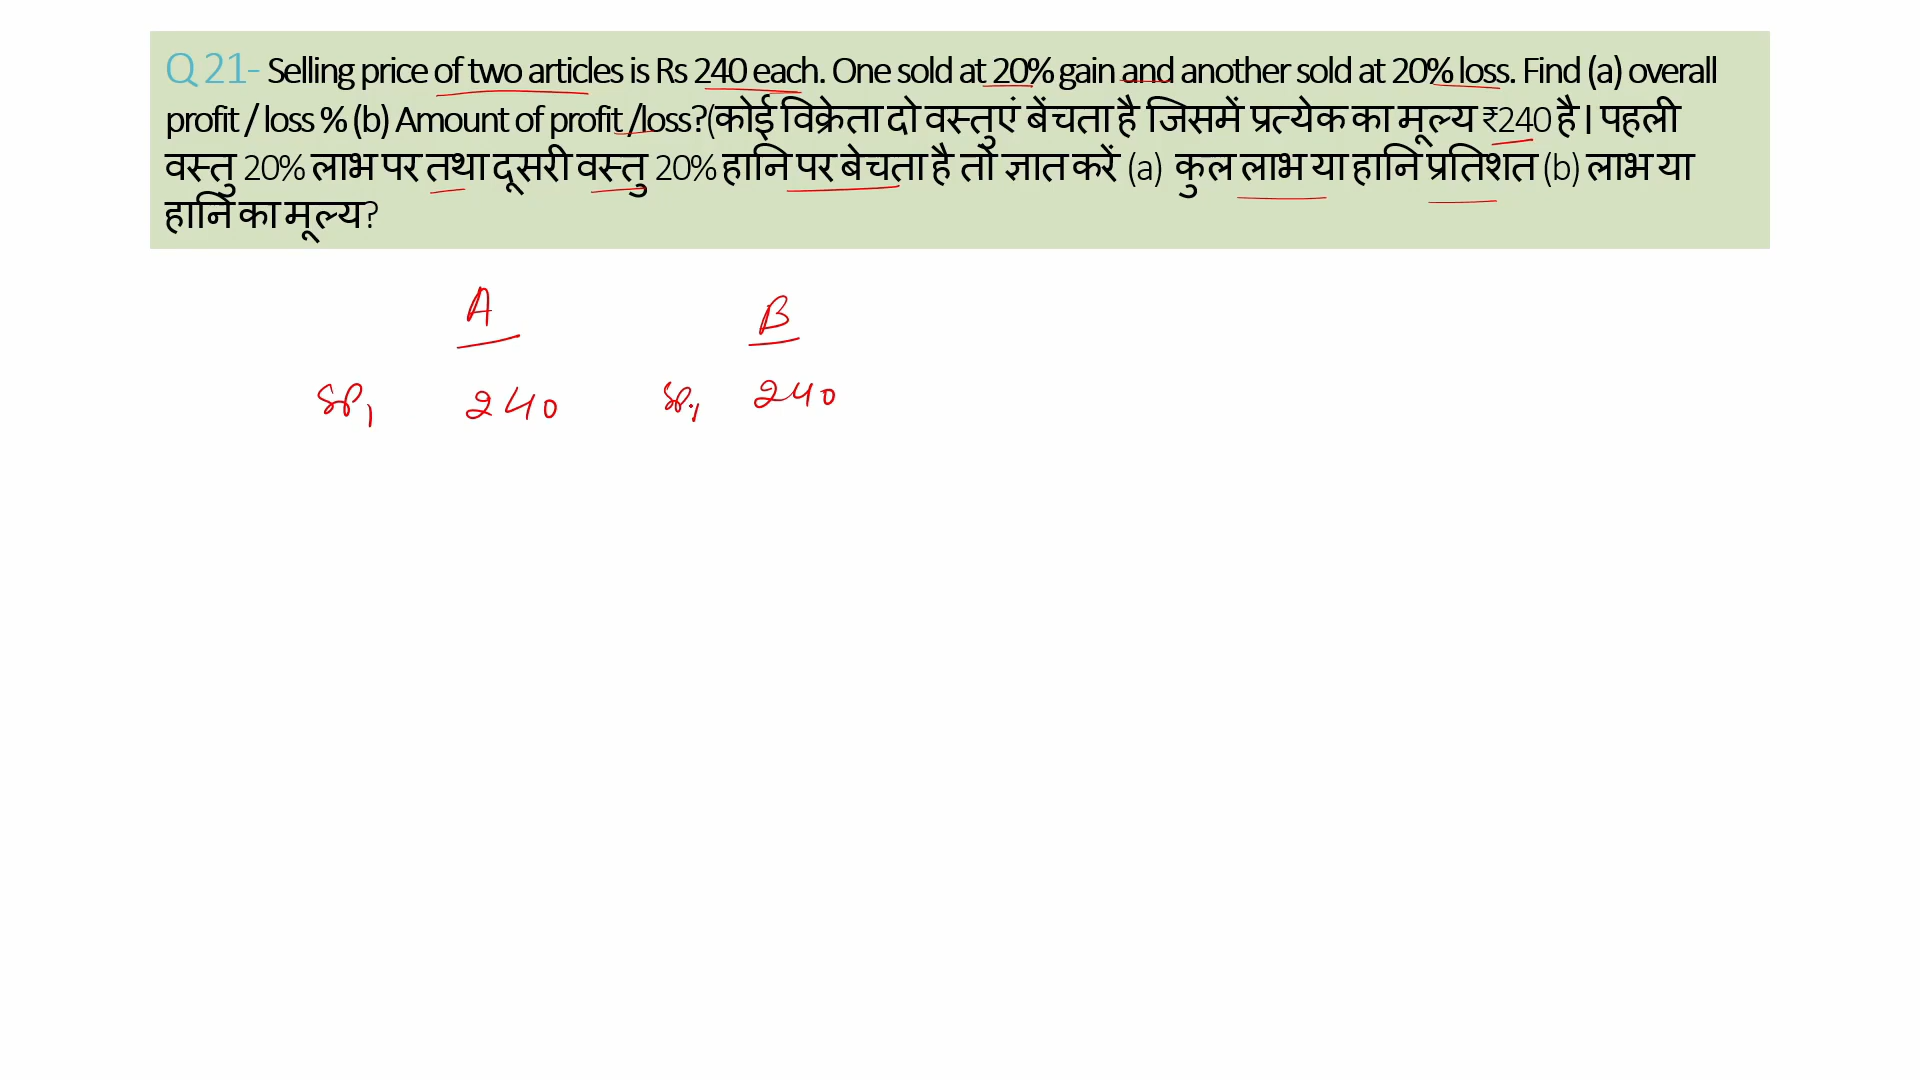 Q 21- Selling price of two articles is Rs 240 each. One sold at 20% gain and another sold at 20% loss. Find (a) overall
profit / loss % (b) Amount of profit /loss?(कोई विक्रेता दो वस्तुएं बेंचता है जिसमें प्रत्येक का मूल्य ₹240 है। पहली
वस्तु 20% लाभ पर तथा दूसरी वस्तु 20% हानि पर बेचता है तो ज्ञात करें (a) कुल लाभ या हानि प्रतिशत (b) लाभ या
हानि का मूल्य?
A B
SP1 240 SP1 240